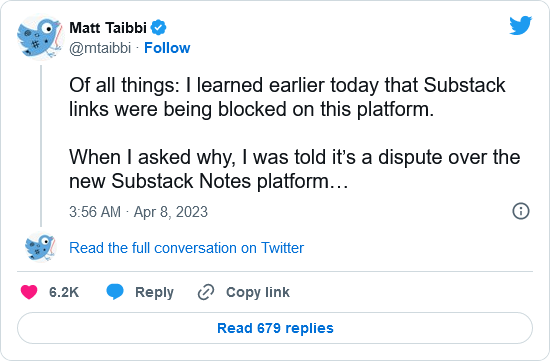 Matt Taibbi
@mtaibbi · Follow
Of all things: I learned earlier today that Substack
links were being blocked on this platform.
When I asked why, I was told it’s a dispute over the
new Substack Notes platform…
3:56 AM · Apr 8, 2023
Read the full conversation on Twitter
6.2K Reply Copy link
Read 679 replies